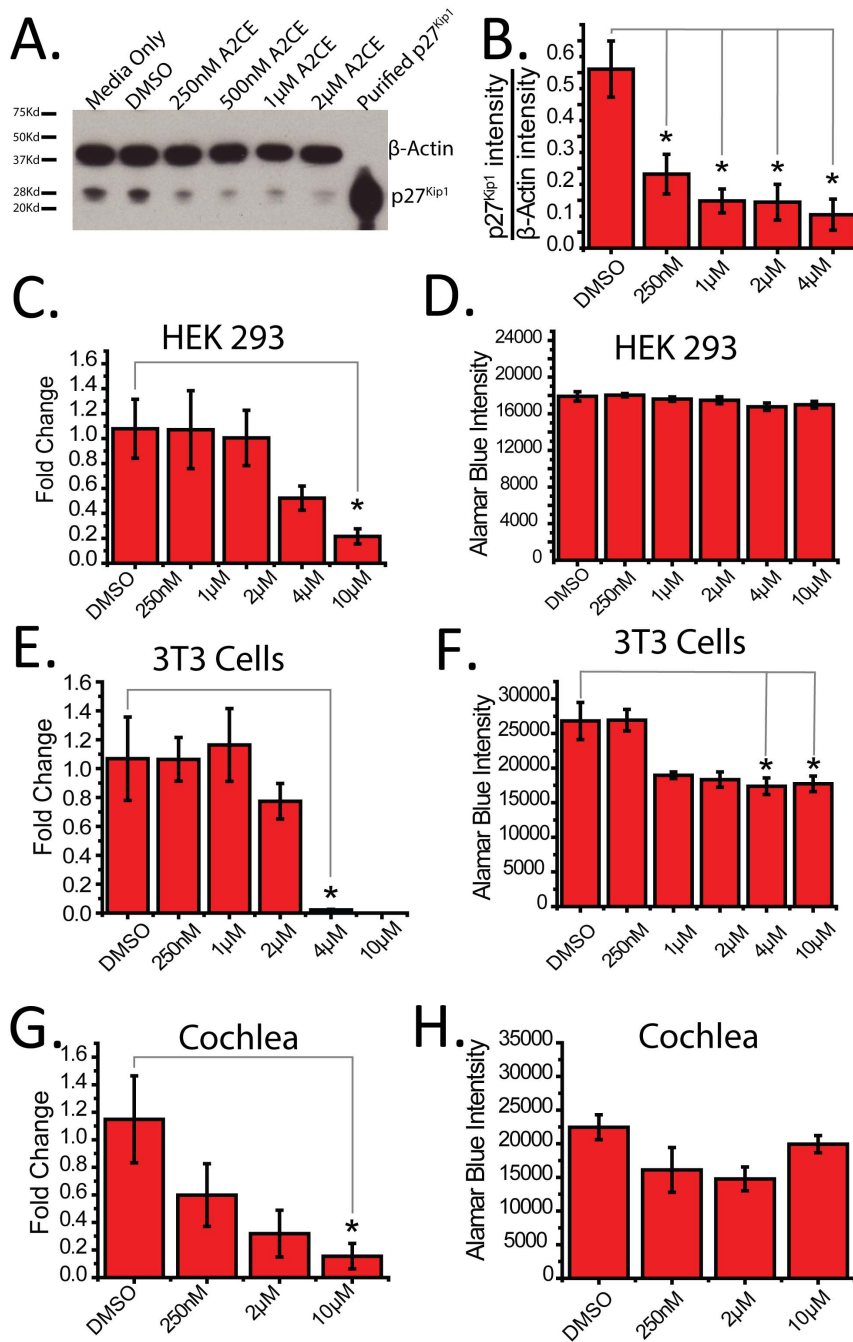 A.
Media Only
DMSO
250nM A2CE
500nM A2CE
1µM A2CE
2µM A2CE
Purified p27Kip1
75Kd
50Kd
37Kd
28Kd
20Kd
β-Actin
p27Kip1
B.
p27Kip1 intensity
β-Actin intensity
0.6
0.5
0.4
0.3
0.2
0.1
0.0
*
*
*
*
DMSO
250nM
1µM
2µM
4µM
C.
HEK 293
Fold Change
1.6
1.4
1.2
1.0
0.8
0.6
0.4
0.2
0.0
*
DMSO
250nM
1µM
2µM
4µM
10µM
D.
HEK 293
Alamar Blue Intensity
24000
20000
16000
12000
8000
4000
0
DMSO
250nM
1µM
2µM
4µM
10µM
E.
3T3 Cells
Fold Change
1.6
1.4
1.2
1.0
0.8
0.6
0.4
0.2
0.0
*
DMSO
250nM
1µM
2µM
4µM
10µM
F.
3T3 Cells
Alamar Blue Intensity
30000
25000
20000
15000
10000
5000
0
*
*
DMSO
250nM
1µM
2µM
4µM
10µM
G.
Cochlea
Fold Change
1.6
1.4
1.2
1.0
0.8
0.6
0.4
0.2
0.0
*
DMSO
250nM
2µM
10µM
H.
Cochlea
Alamar Blue Intentsity
35000
30000
25000
20000
15000
10000
5000
0
DMSO
250nM
2µM
10µM